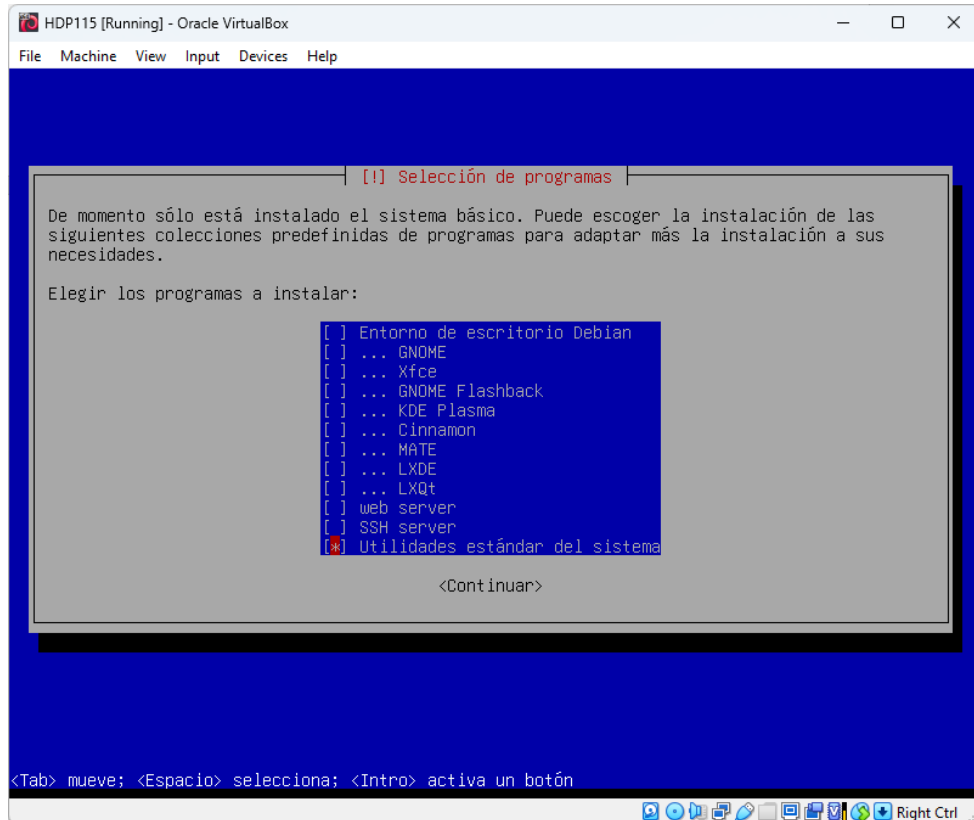 HDP115 [Running] - Oracle VirtualBox
File Machine View Input Devices Help
[!] Selección de programas
De momento sólo está instalado el sistema básico. Puede escoger la instalación de las
siguientes colecciones predefinidas de programas para adaptar más la instalación a sus
necesidades.
Elegir los programas a instalar:
[ ] Entorno de escritorio Debian
[ ] ... GNOME
[ ] ... Xfce
[ ] ... GNOME Flashback
[ ] ... KDE Plasma
[ ] ... Cinnamon
[ ] ... MATE
[ ] ... LXDE
[ ] ... LXQt
[ ] web server
[ ] SSH server
[*] Utilidades estándar del sistema
<Continuar>
<Tab> mueve; <Espacio> selecciona; <Intro> activa un botón
Right Ctrl